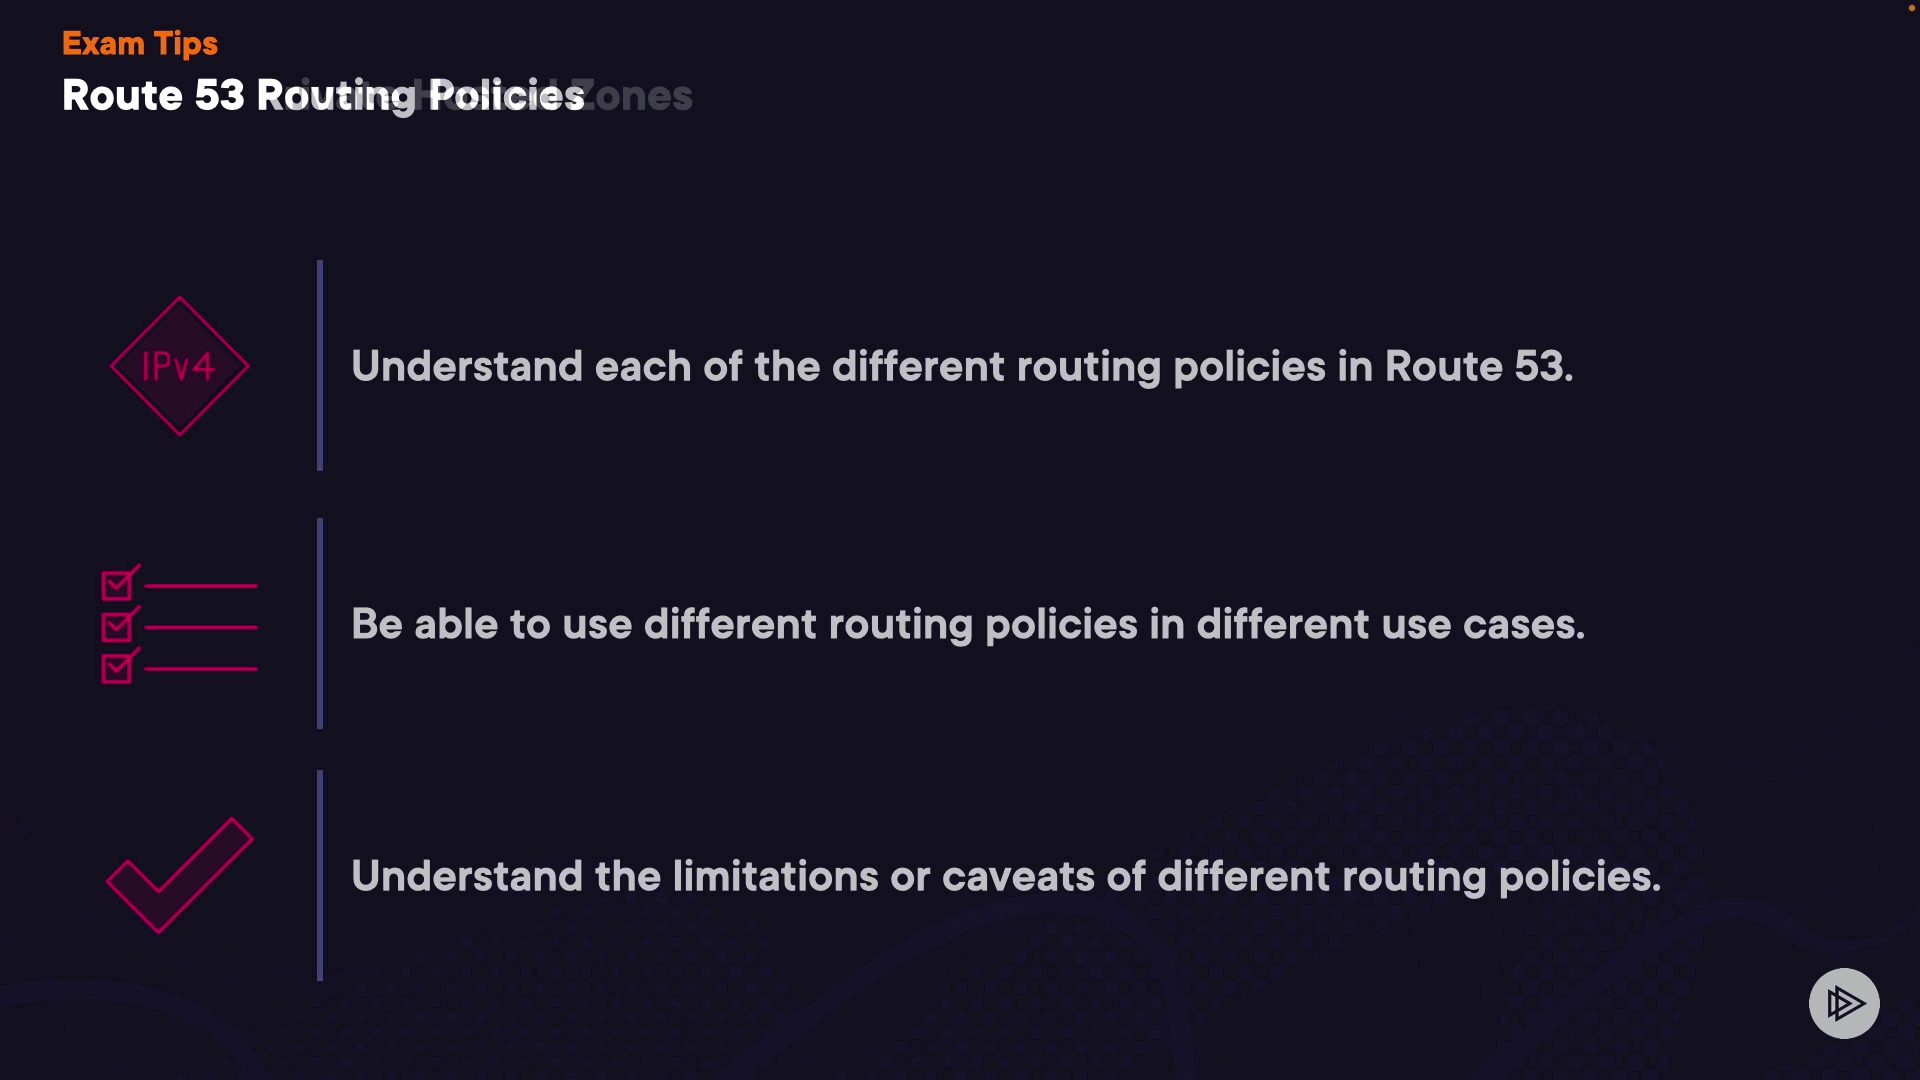 Exam Tips
Route 53 Routing Policies
Zones
IPv4
Understand each of the different routing policies in Route 53.
Be able to use different routing policies in different use cases.
Understand the limitations or caveats of different routing policies.